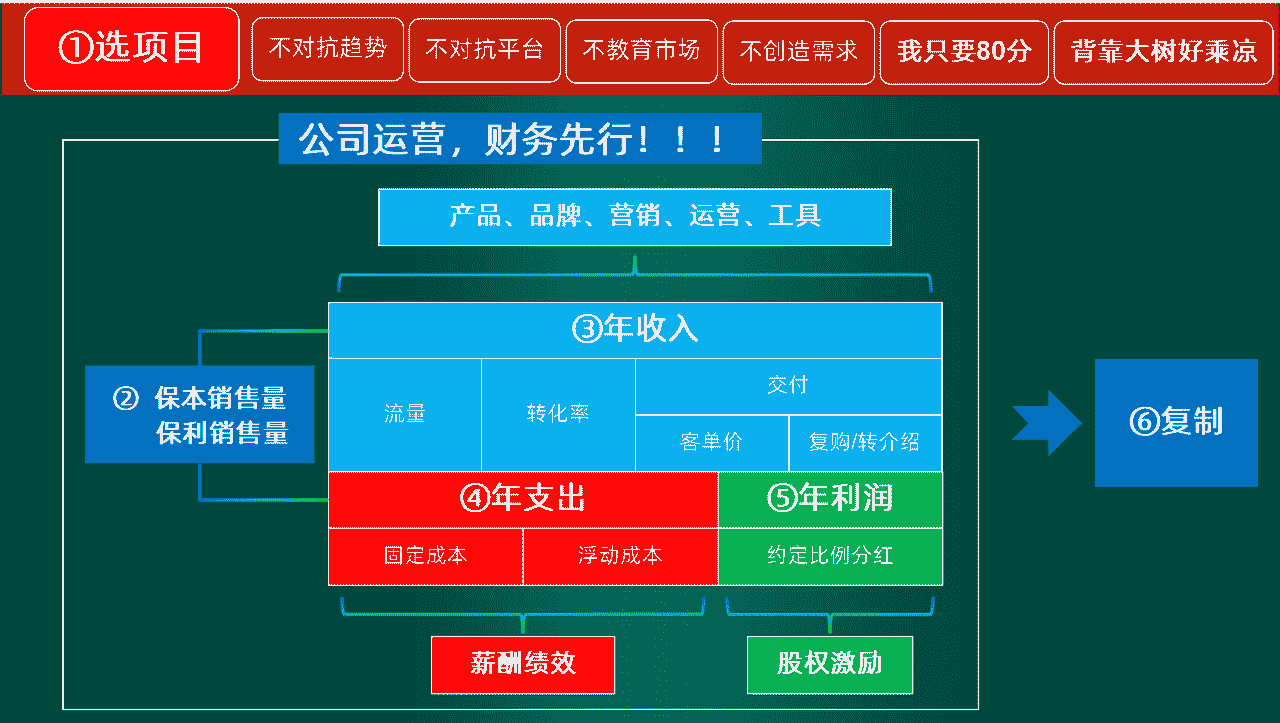 ①选项目
不对抗趋势
不对抗平台
不教育市场
不创造需求
我只要80分
背靠大树好乘凉
公司运营，财务先行！！！
产品、品牌、营销、运营、工具
③年收入
流量
转化率
交付
客单价
复购/转介绍
② 保本销售量
保利销售量
④年支出
⑤年利润
固定成本
浮动成本
约定比例分红
薪酬绩效
股权激励
⑥复制